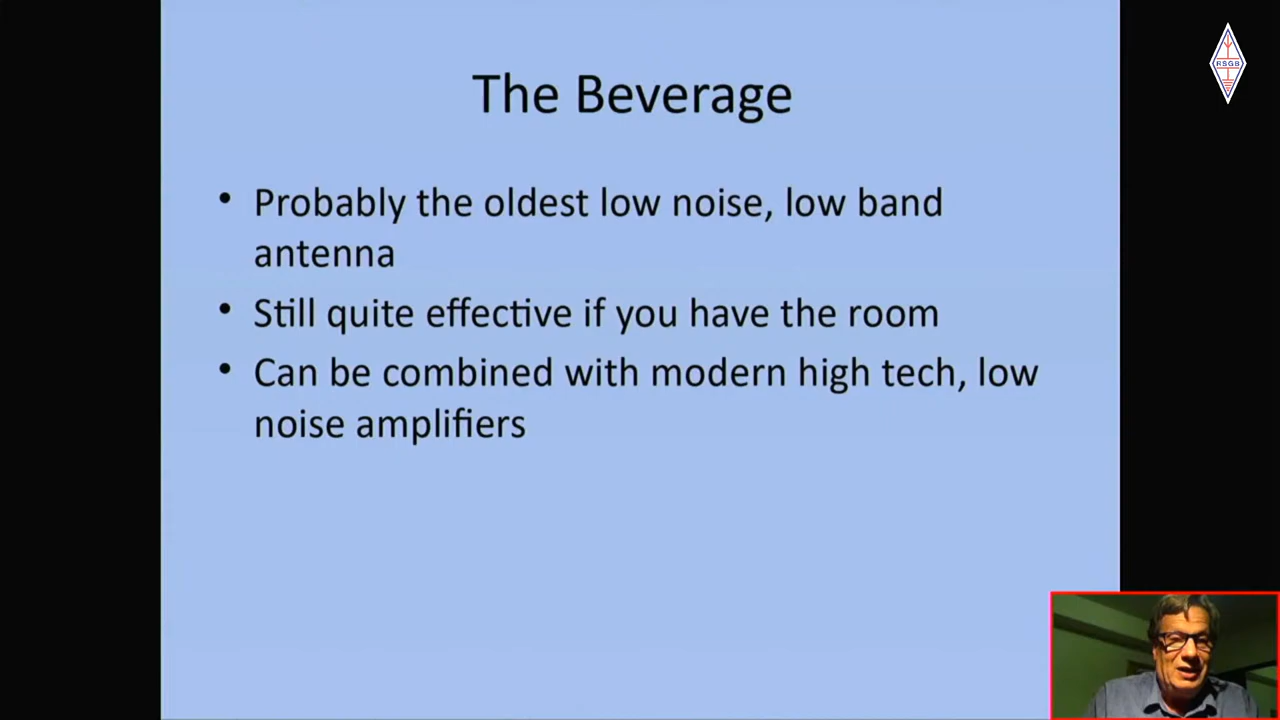 RSGB
The Beverage
• Probably the oldest low noise, low band
antenna
• Still quite effective if you have the room
• Can be combined with modern high tech, low
noise amplifiers